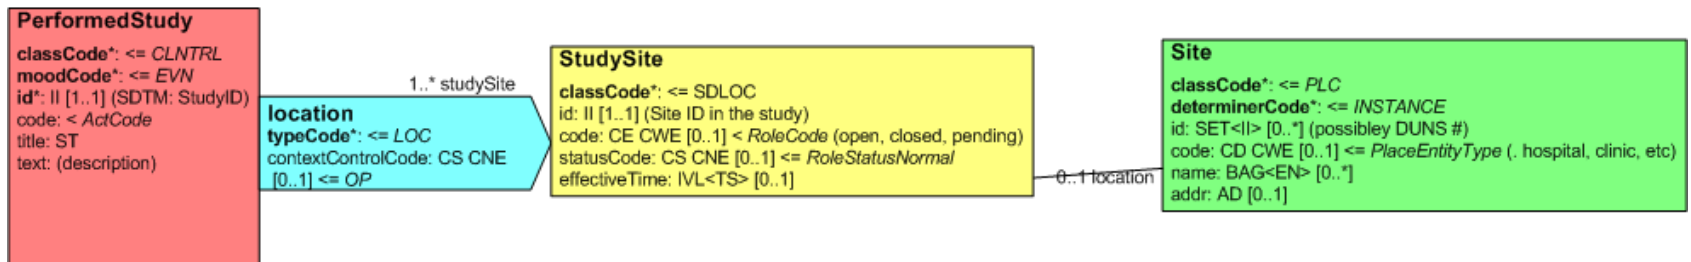 PerformedStudy
classCode*: <= CLNTRL
moodCode*: <= EVN
id*: II [1..1] (SDTM: StudyID)
code: < ActCode
title: ST
text: (description)
1..* studySite
location
typeCode*: <= LOC
contextControlCode: CS CNE
[0..1] <= OP
StudySite
classCode*: <= SDLOC
id: II [1..1] (Site ID in the study)
code: CE CWE [0..1] < RoleCode (open, closed, pending)
statusCode: CS CNE [0..1] <= RoleStatusNormal
effectiveTime: IVL<TS> [0..1]
0..1 location
Site
classCode*: <= PLC
determinerCode*: <= INSTANCE
id: SET<II> [0..*] (possibley DUNS #)
code: CD CWE [0..1] <= PlaceEntityType (. hospital, clinic, etc)
name: BAG<EN> [0..*]
addr: AD [0..1]